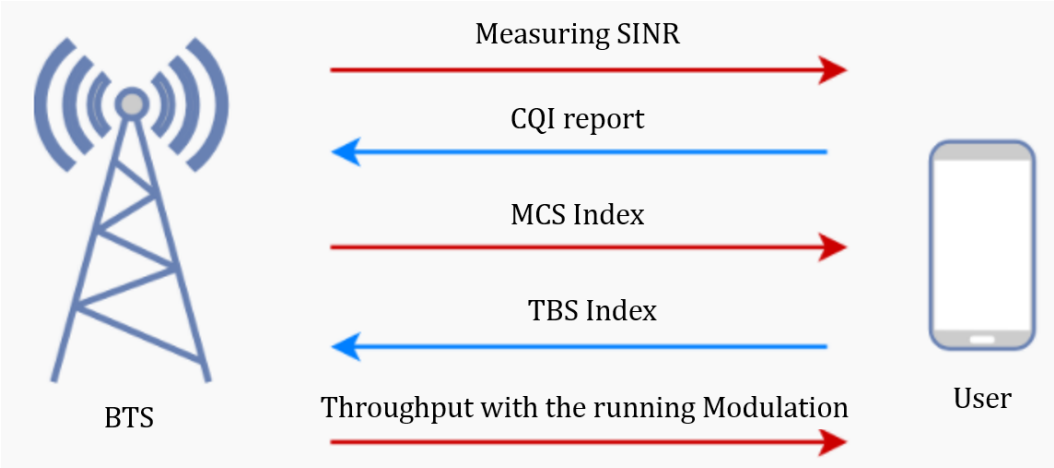 Measuring SINR
CQI report
MCS Index
TBS Index
Throughput with the running Modulation
BTS
User